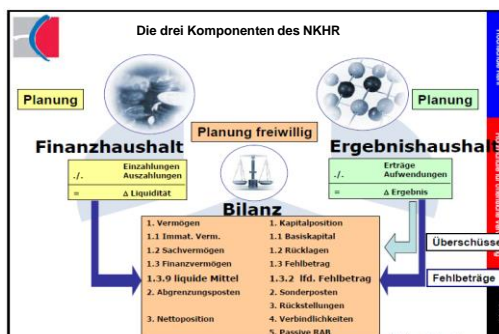 Die drei Komponenten des NKHR
Planung
Planung
Planung freiwillig
Finanzhaushalt
Ergebnishaushalt
Einzahlungen
./. Auszahlungen
= Δ Liquidität
Erträge
./. Aufwendungen
= Δ Ergebnis
Bilanz
1. Vermögen
1.1 Immat. Verm.
1.2 Sachvermögen
1.3 Finanzvermögen
1.3.9 liquide Mittel
2. Abgrenzungsposten
3. Nettoposition
1. Kapitalposition
1.1 Basiskapital
1.2 Rücklagen
1.3 Fehlbetrag
1.3.2 lfd. Fehlbetrag
2. Sonderposten
3. Rückstellungen
4. Verbindlichkeiten
5. Passive RAB
Überschüsse
Fehlbeträge